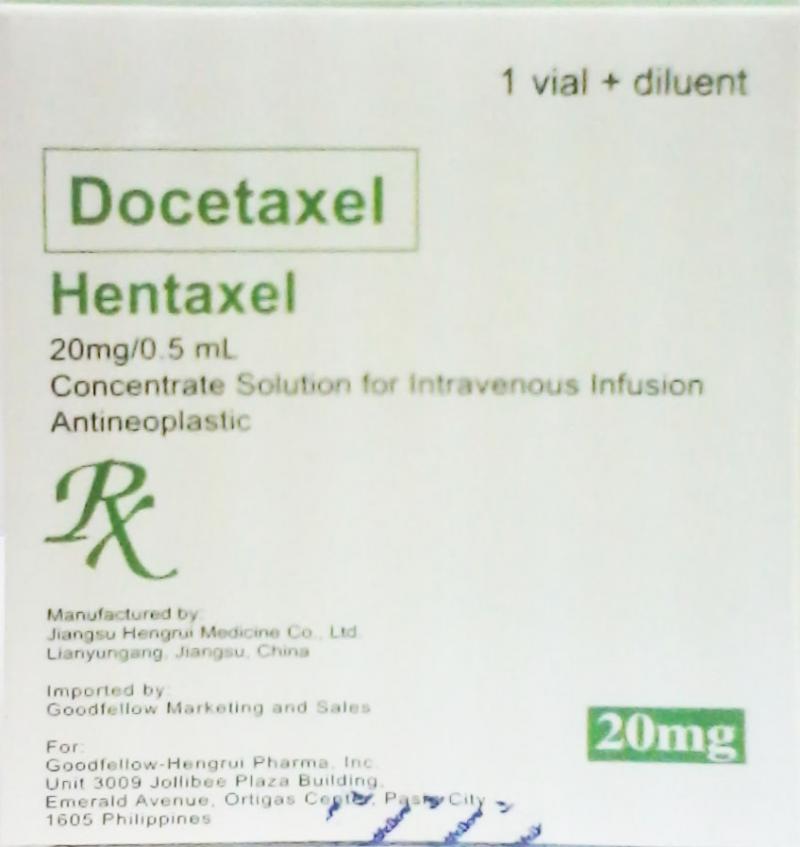 1 vial + diluent
Docetaxel
Hentaxel
20mg/0.5 mL
Concentrate Solution for Intravenous Infusion
Antineoplastic
Rx
Manufactured by:
Jiangsu Hengrui Medicine Co., Ltd.
Lianyungang, Jiangsu, China
Imported by:
Goodfellow Marketing and Sales
20mg
For:
Goodfellow-Hengrui Pharma, Inc.
Unit 3009 Jollibee Plaza Building,
Emerald Avenue, Ortigas Center, Pasig City
1605 Philippines